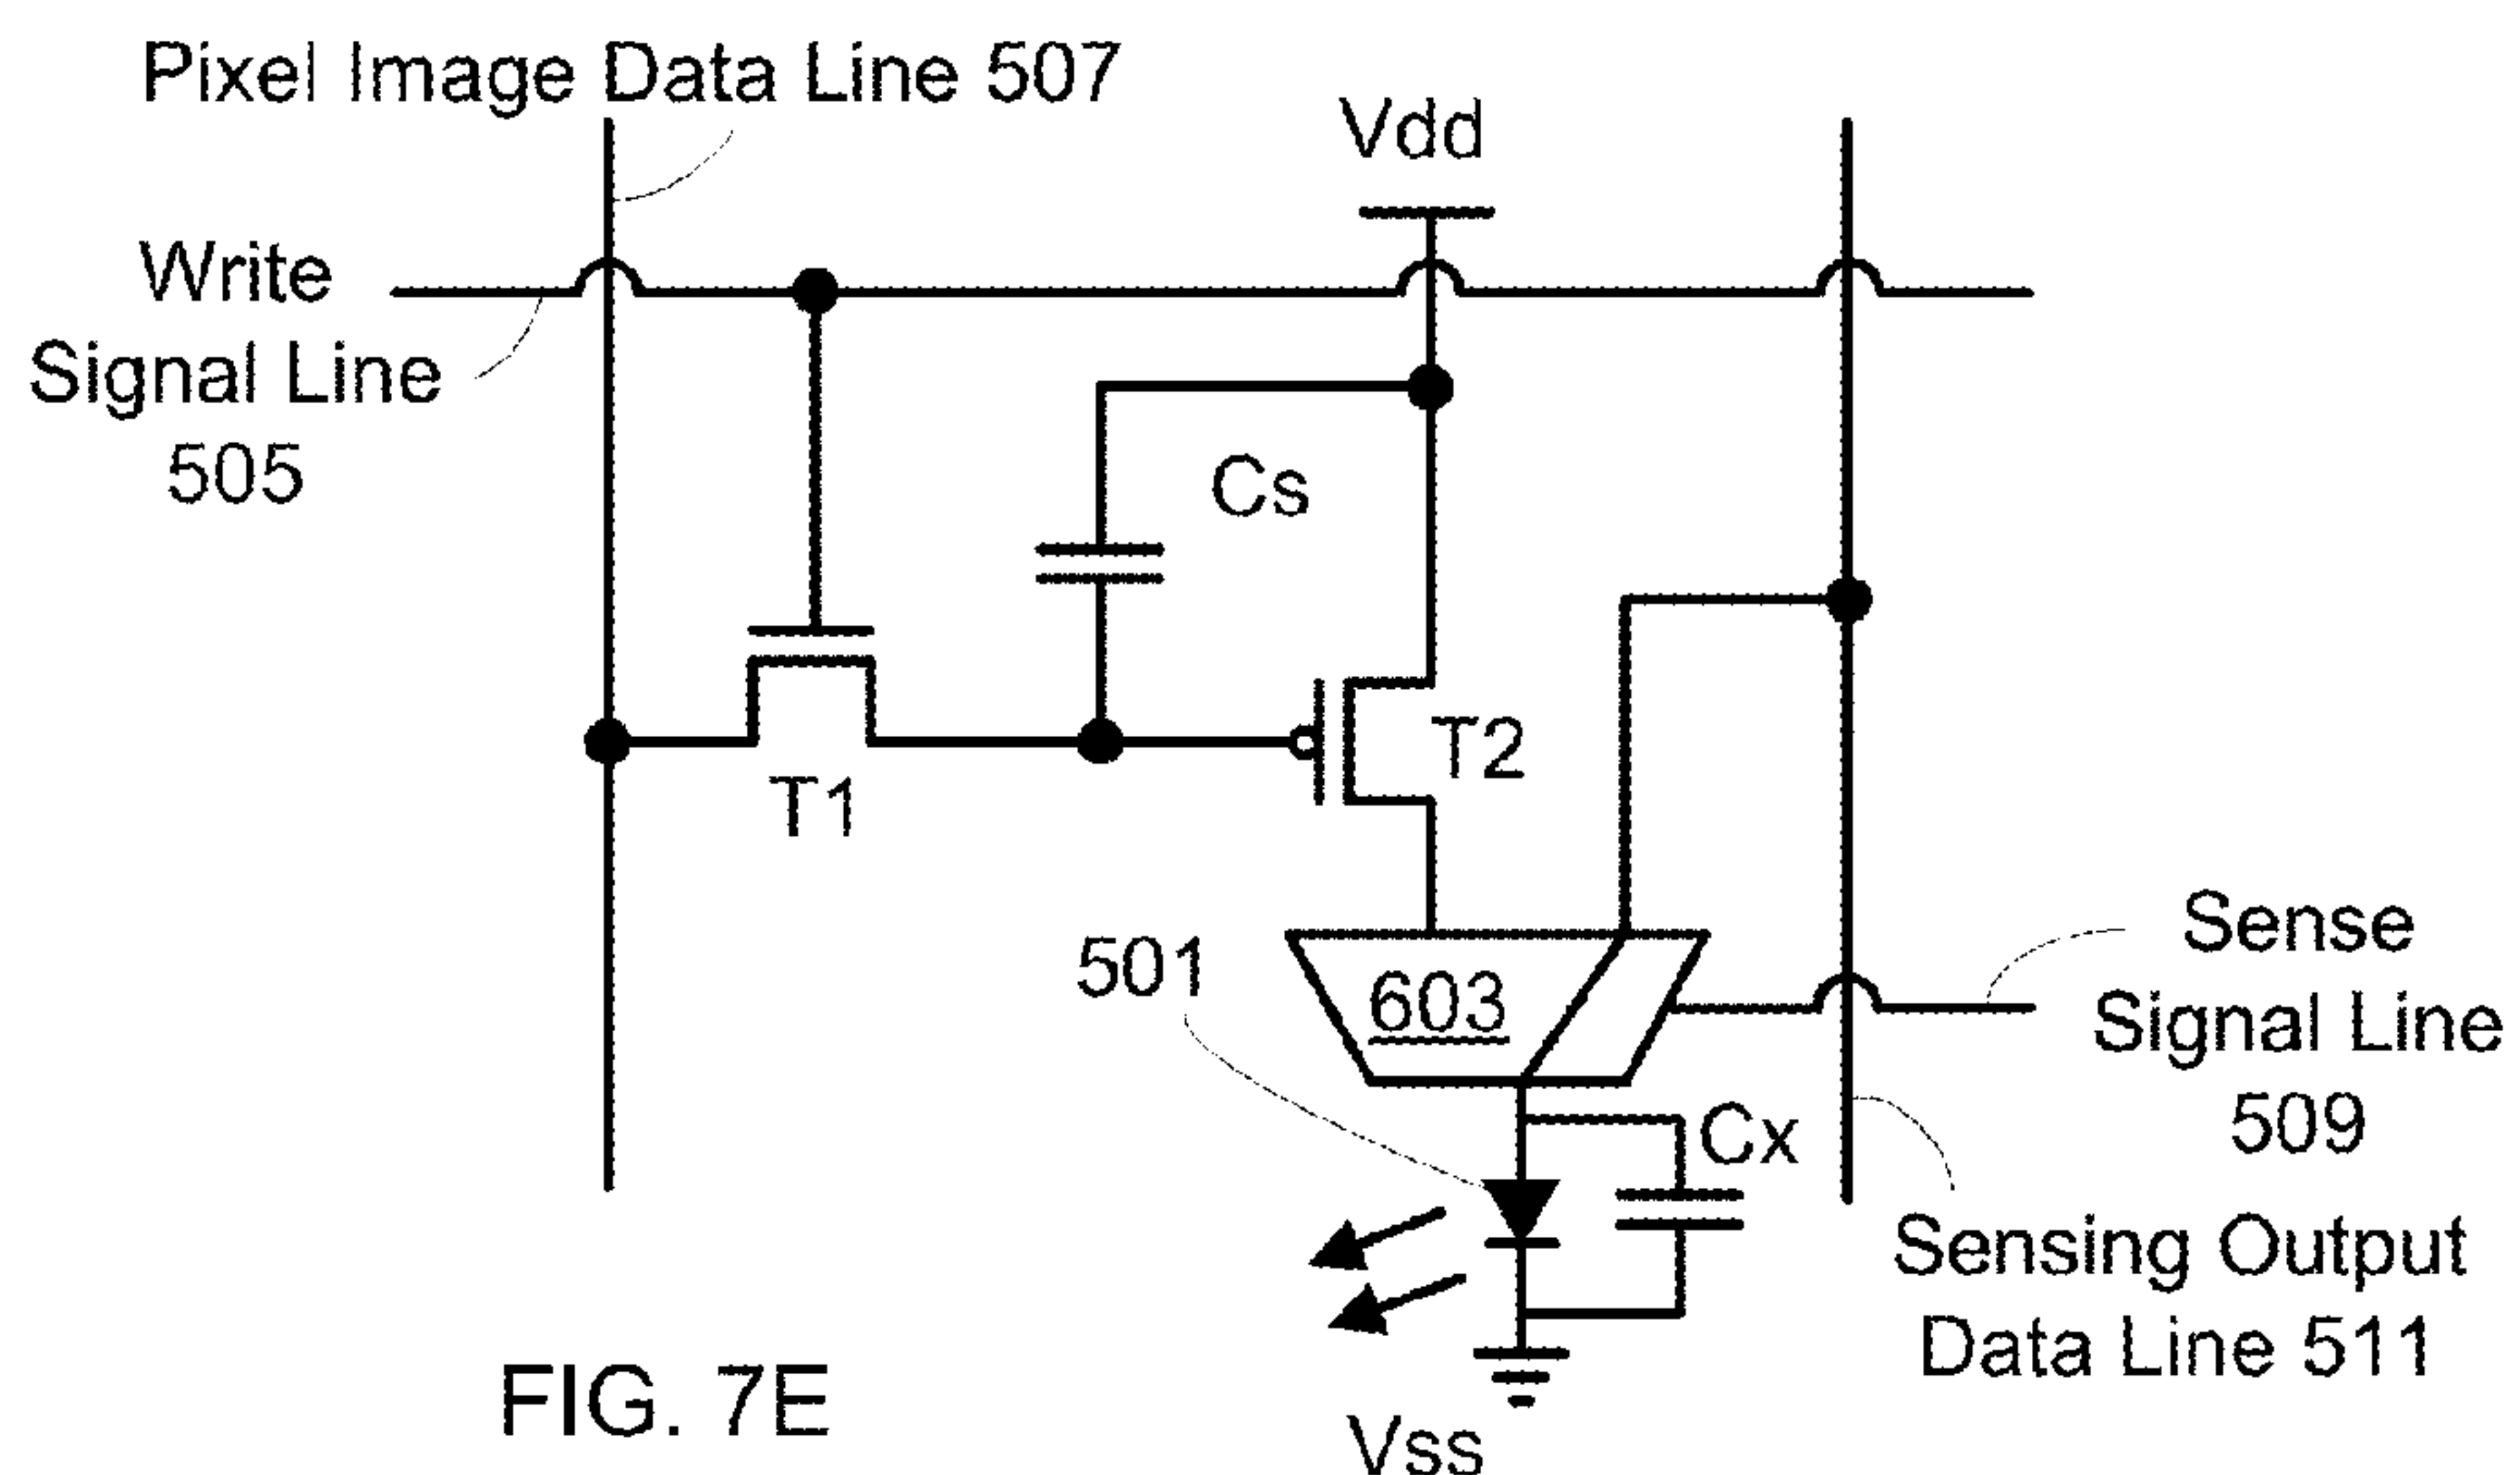 Pixel Image Data Line 507
Vdd
Write
Signal Line
505
Cs
T2
T1
501
603
Sense
Signal Line
509
Cx
Sensing Output
Data Line 511
FIG. 7E
Vss